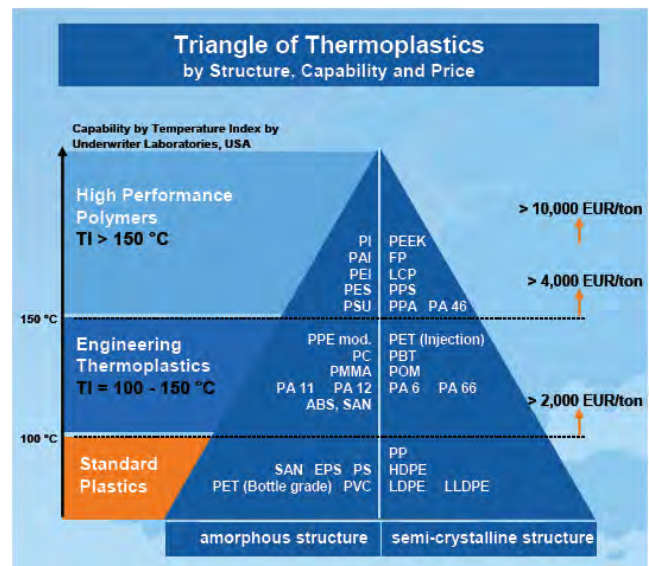 Triangle of Thermoplastics
by Structure, Capability and Price
Capability by Temperature Index by
Underwriter Laboratories, USA
High Performance
Polymers
TI > 150 °C
> 10,000 EUR/ton
PI PEEK
PAI FP
PEI LCP
PES PPS
PSU PPA PA 46
> 4,000 EUR/ton
150 °C
Engineering
Thermoplastics
TI = 100 - 150 °C
PPE mod. PET (Injection)
PC PBT
PMMA POM
PA 11 PA 12 PA 6 PA 66
ABS, SAN
> 2,000 EUR/ton
100 °C
Standard
Plastics
PP
SAN EPS PS HDPE
PET (Bottle grade) PVC LDPE LLDPE
amorphous structure semi-crystalline structure